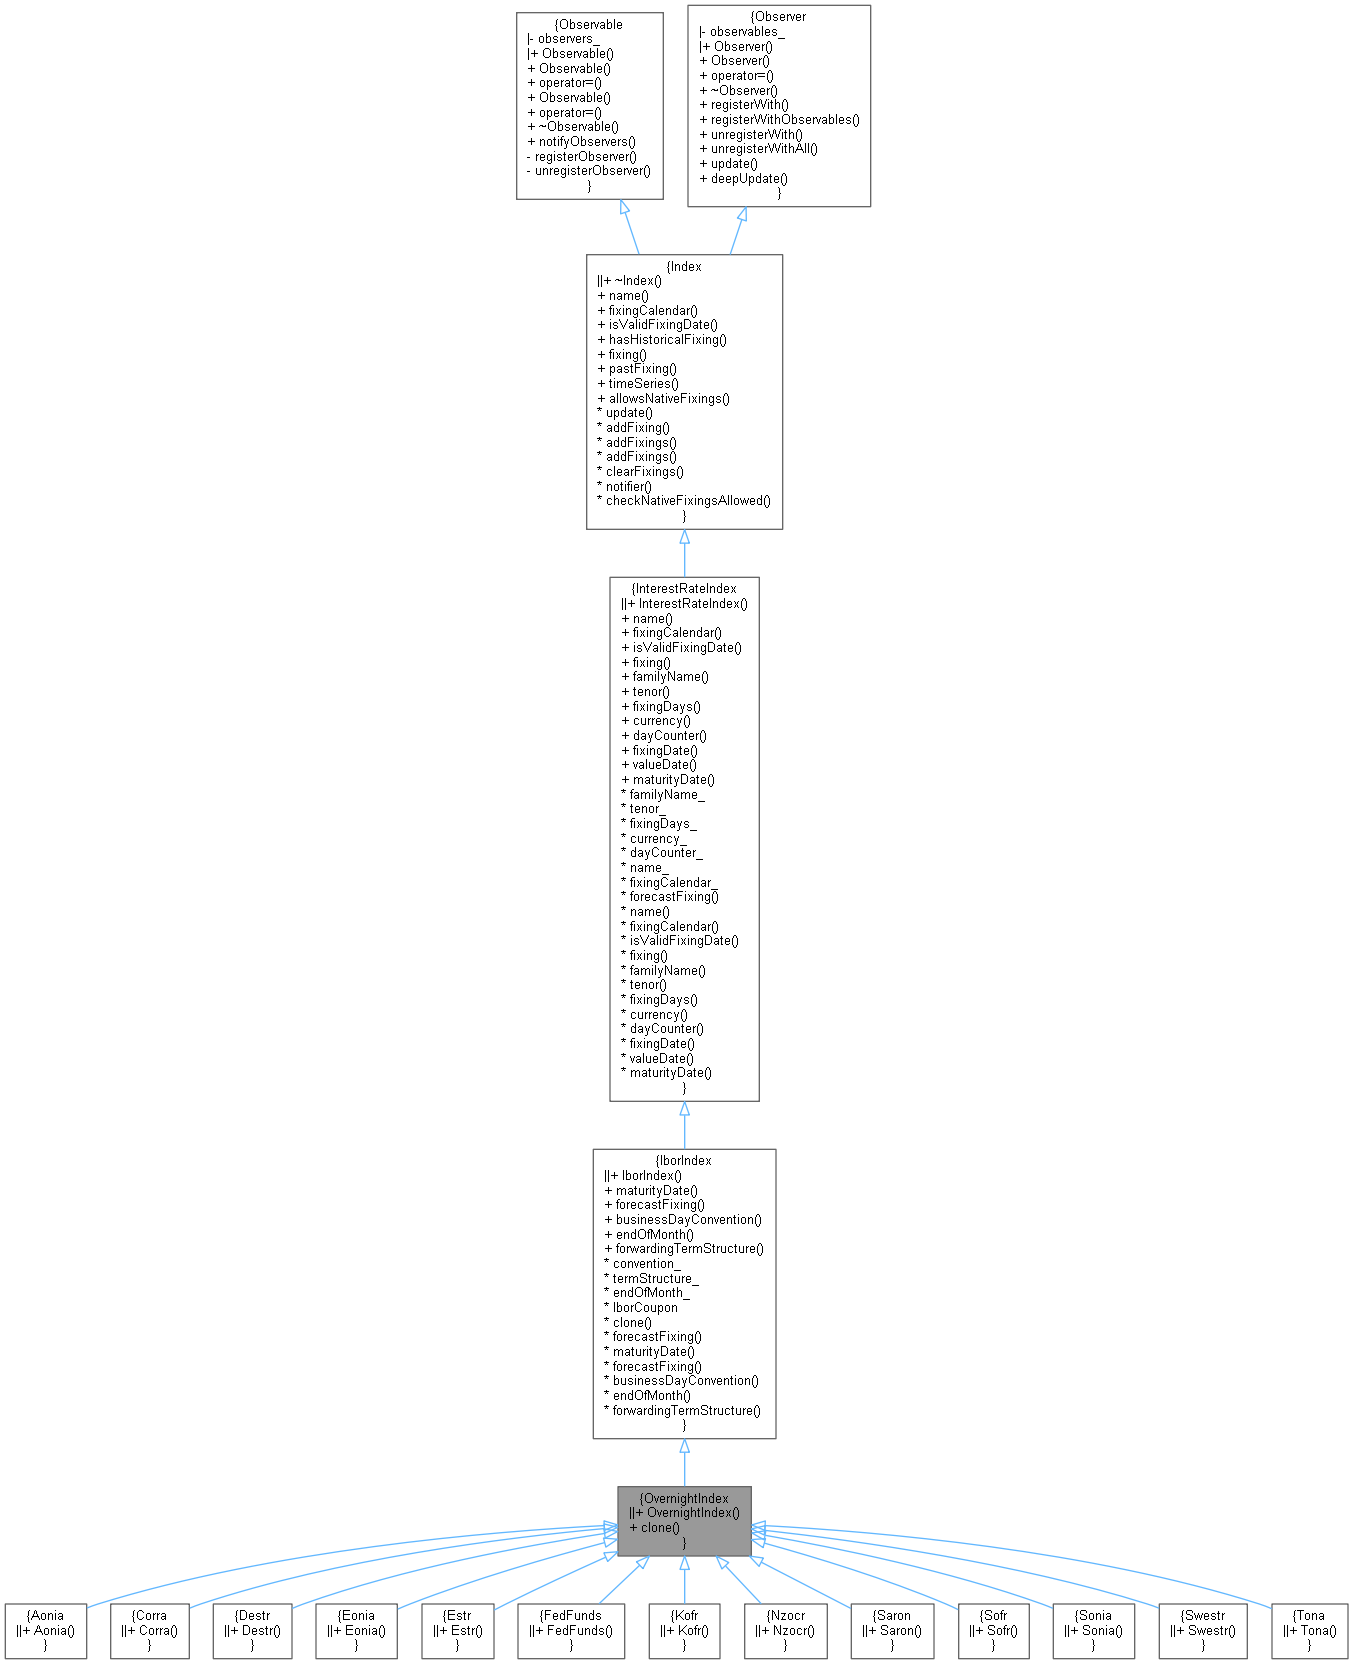 {Observable
|- observers_
|+ Observable()
+ Observable()
+ operator=()
+ Observable()
+ operator=()
+ ~Observable()
+ notifyObservers()
- registerObserver()
- unregisterObserver()
}
{Observer
|- observables_
|+ Observer()
+ Observer()
+ operator=()
+ ~Observer()
+ registerWith()
+ registerWithObservables()
+ unregisterWith()
+ unregisterWithAll()
+ update()
+ deepUpdate()
}
{Index
||+ ~Index()
+ name()
+ fixingCalendar()
+ isValidFixingDate()
+ hasHistoricalFixing()
+ fixing()
+ pastFixing()
+ timeSeries()
+ allowsNativeFixings()
* update()
* addFixing()
* addFixings()
* addFixings()
* clearFixings()
* notifier()
* checkNativeFixingsAllowed()
}
{InterestRateIndex
||+ InterestRateIndex()
+ name()
+ fixingCalendar()
+ isValidFixingDate()
+ fixing()
+ familyName()
+ tenor()
+ fixingDays()
+ currency()
+ dayCounter()
+ fixingDate()
+ valueDate()
+ maturityDate()
* familyName_
* tenor_
* fixingDays_
* currency_
* dayCounter_
* name_
* fixingCalendar_
* forecastFixing()
* name()
* fixingCalendar()
* isValidFixingDate()
* fixing()
* familyName()
* tenor()
* fixingDays()
* currency()
* dayCounter()
* fixingDate()
* valueDate()
* maturityDate()
}
{IborIndex
||+ IborIndex()
+ maturityDate()
+ forecastFixing()
+ businessDayConvention()
+ endOfMonth()
+ forwardingTermStructure()
* convention_
* termStructure_
* endOfMonth_
* IborCoupon
* clone()
* forecastFixing()
* maturityDate()
* forecastFixing()
* businessDayConvention()
* endOfMonth()
* forwardingTermStructure()
}
{OvernightIndex
||+ OvernightIndex()
+ clone()
}
{Aonia
||+ Aonia()
}
{Corra
||+ Corra()
}
{Destr
||+ Destr()
}
{Eonia
||+ Eonia()
}
{Estr
||+ Estr()
}
{FedFunds
||+ FedFunds()
}
{Kofr
||+ Kofr()
}
{Nzocr
||+ Nzocr()
}
{Saron
||+ Saron()
}
{Sofr
||+ Sofr()
}
{Sonia
||+ Sonia()
}
{Swestr
||+ Swestr()
}
{Tona
||+ Tona()
}